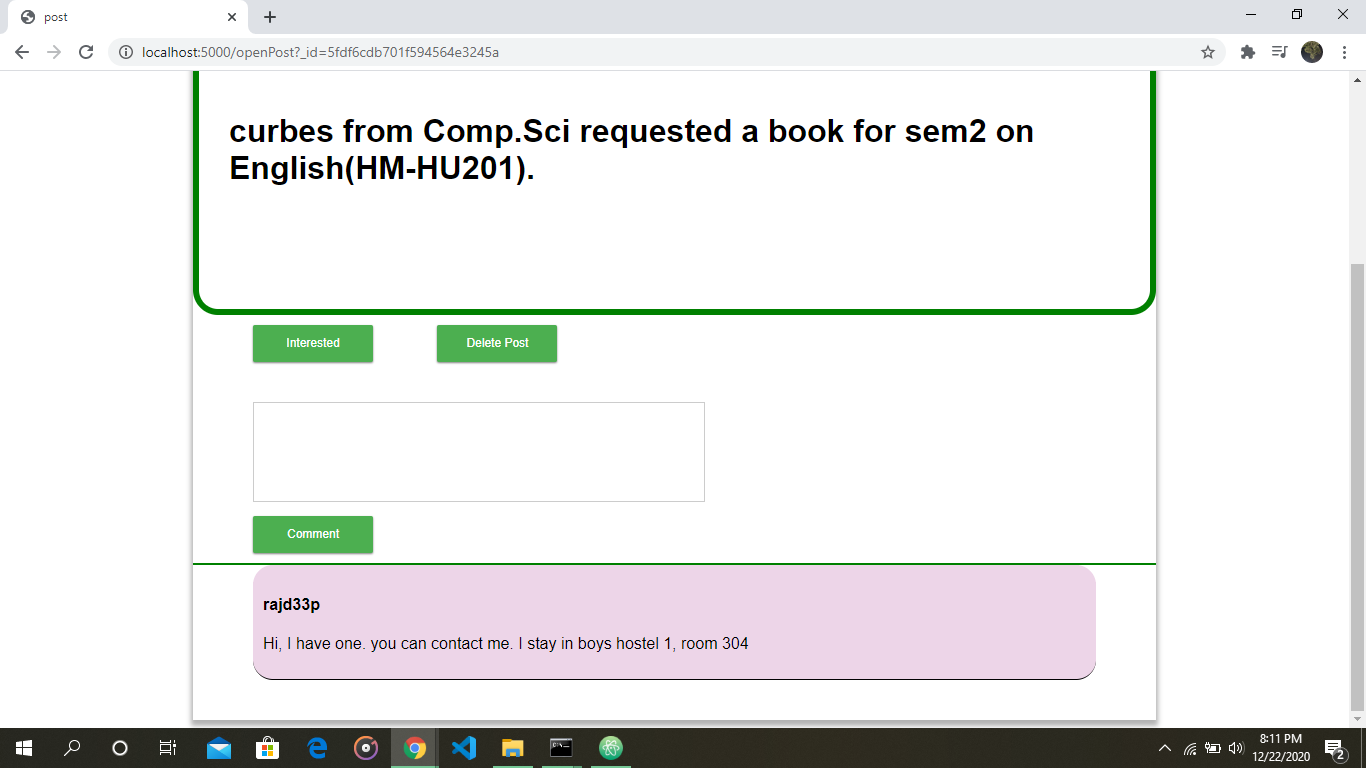 post
localhost:5000/openPost?_id=5fdf6cdb701f594564e3245a
curbes from Comp.Sci requested a book for sem2 on
English(HM-HU201).
Interested
Delete Post
Comment
rajd33p
Hi, I have one. you can contact me. I stay in boys hostel 1, room 304
8:11 PM
12/22/2020
2